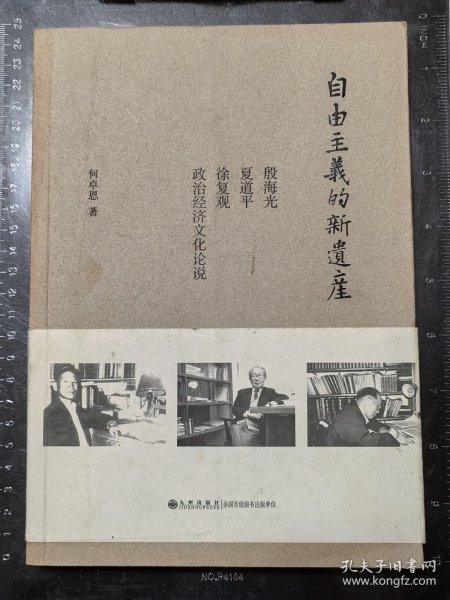 自由主義的新遺産
殷海光
夏道平
徐复观
政治经济文化论说
何卓恩 著
九州出版社
JIUZHOUPRESS
全国百佳图书出版单位
NO.P4104
孔夫子旧书网
www.kongfz.com